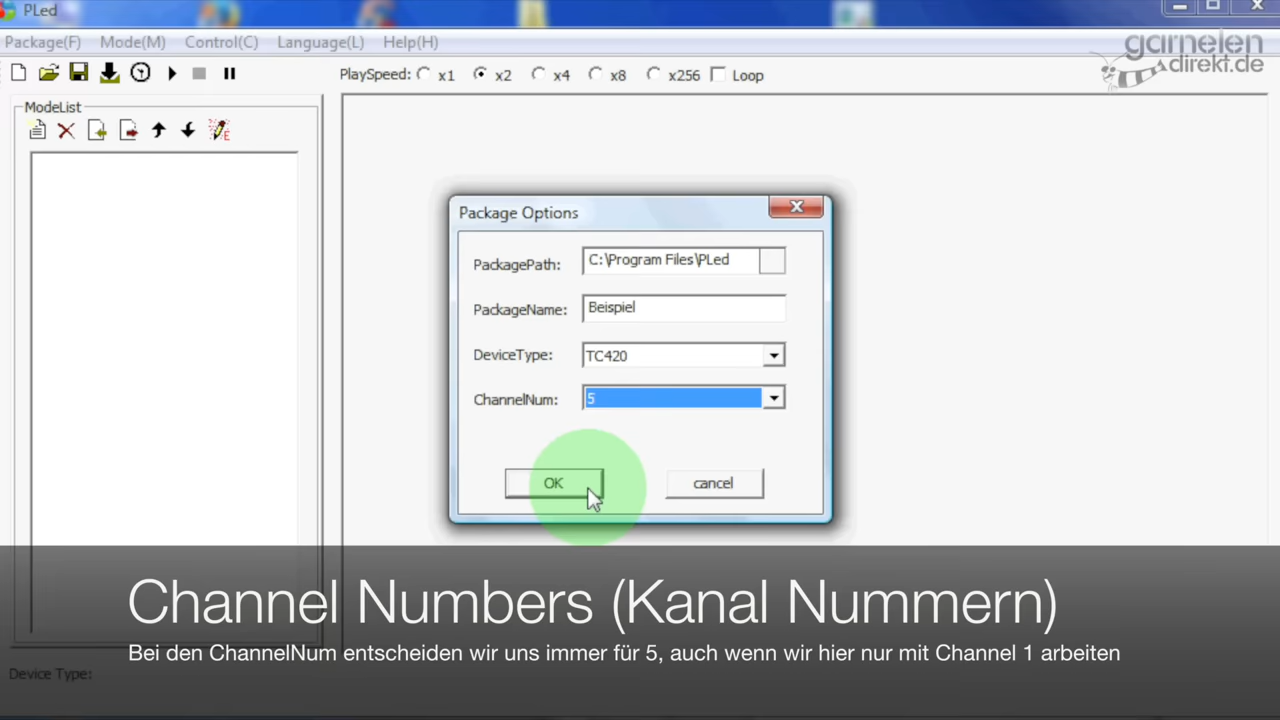 PLed
Package(F) Mode(M) Control(C) Language(L) Help(H)
garnelen
direkt.de
PlaySpeed: x1 x2 x4 x8 x256 Loop
ModeList
E
Package Options
PackagePath: C:\Program Files\PLed
PackageName: Beispiel
DeviceType: TC420
ChannelNum: 5
OK cancel
Channel Numbers (Kanal Nummern)
Bei den ChannelNum entscheiden wir uns immer für 5, auch wenn wir hier nur mit Channel 1 arbeiten
Device Type: